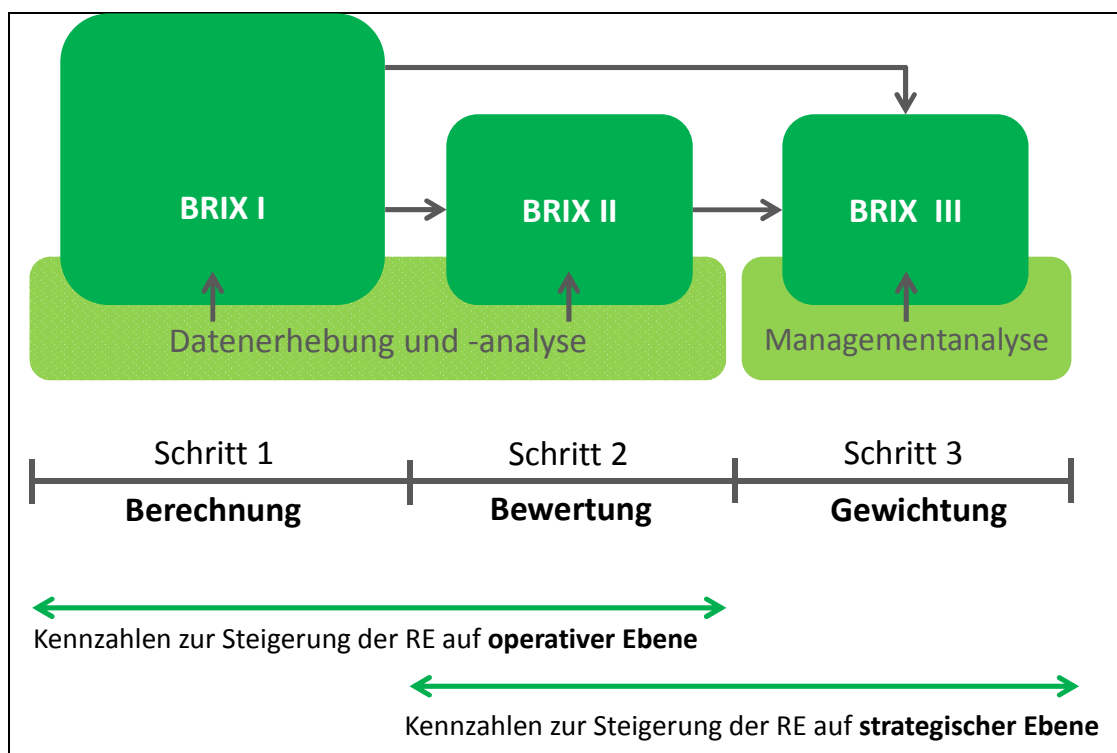 BRIX I
BRIX II
BRIX III
Datenerhebung und -analyse
Managementanalyse
Schritt 1
Schritt 2
Schritt 3
Berechnung
Bewertung
Gewichtung
Kennzahlen zur Steigerung der RE auf operativer Ebene
Kennzahlen zur Steigerung der RE auf strategischer Ebene